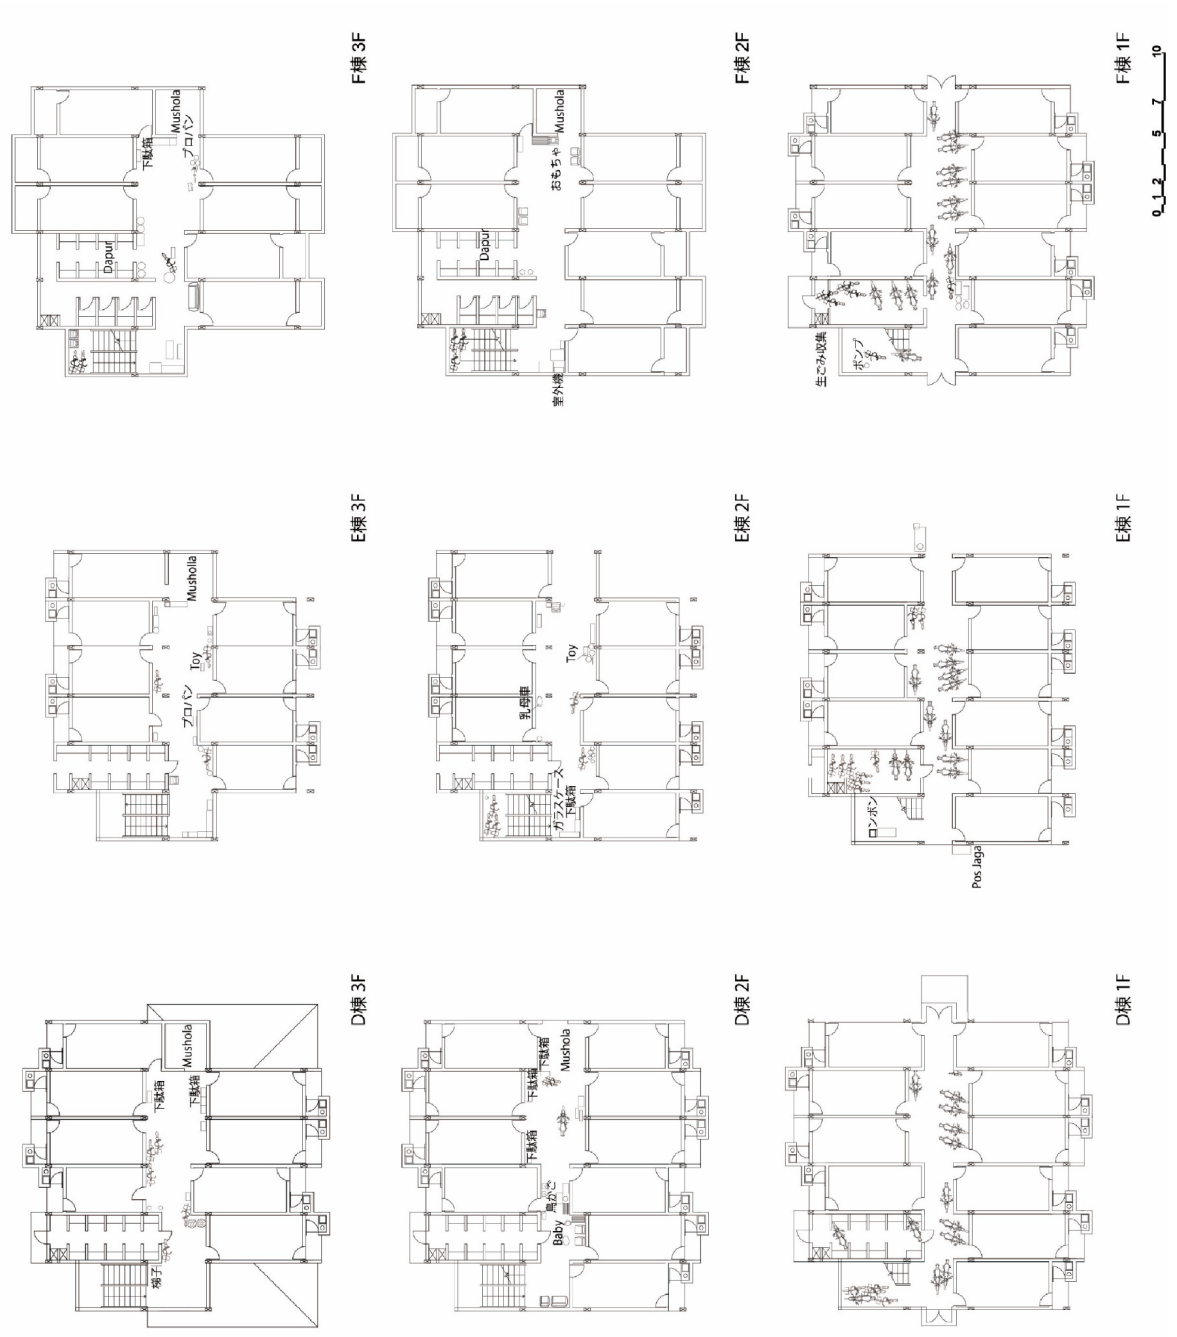 梯子
下駄箱
下駄箱
Mushola
D棟 3F
プロパン
Toy
Musholla
E棟 3F
Dapur
下駄箱
Mushola
プロパン
F棟 3F
下駄箱
下駄箱
下駄箱
鳥かご
Baby
Mushola
D棟 2F
乳母車
ガラスケース
下駄箱
Toy
E棟 2F
Dapur
室外機
おもちゃ
Mushola
F棟 2F
D棟 1F
ロンボン
Pos Jaga
E棟 1F
生ごみ収集
ポンプ
F棟 1F
0 1 2 5 7 10